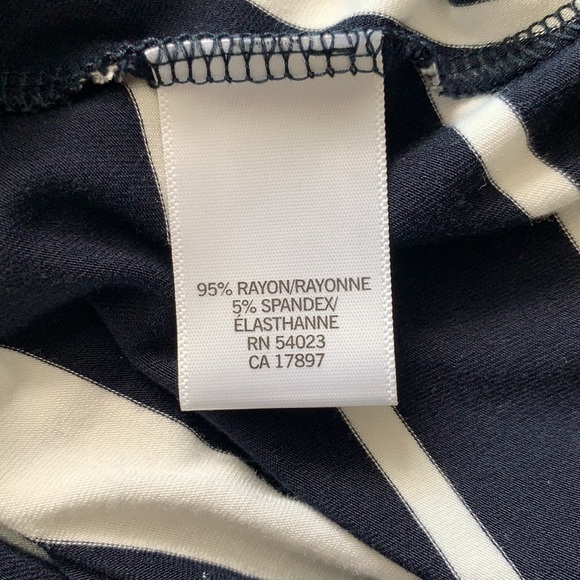 95% RAYON/RAYONNE
5% SPANDEX/
ÉLASTHANNE
RN 54023
CA 17897